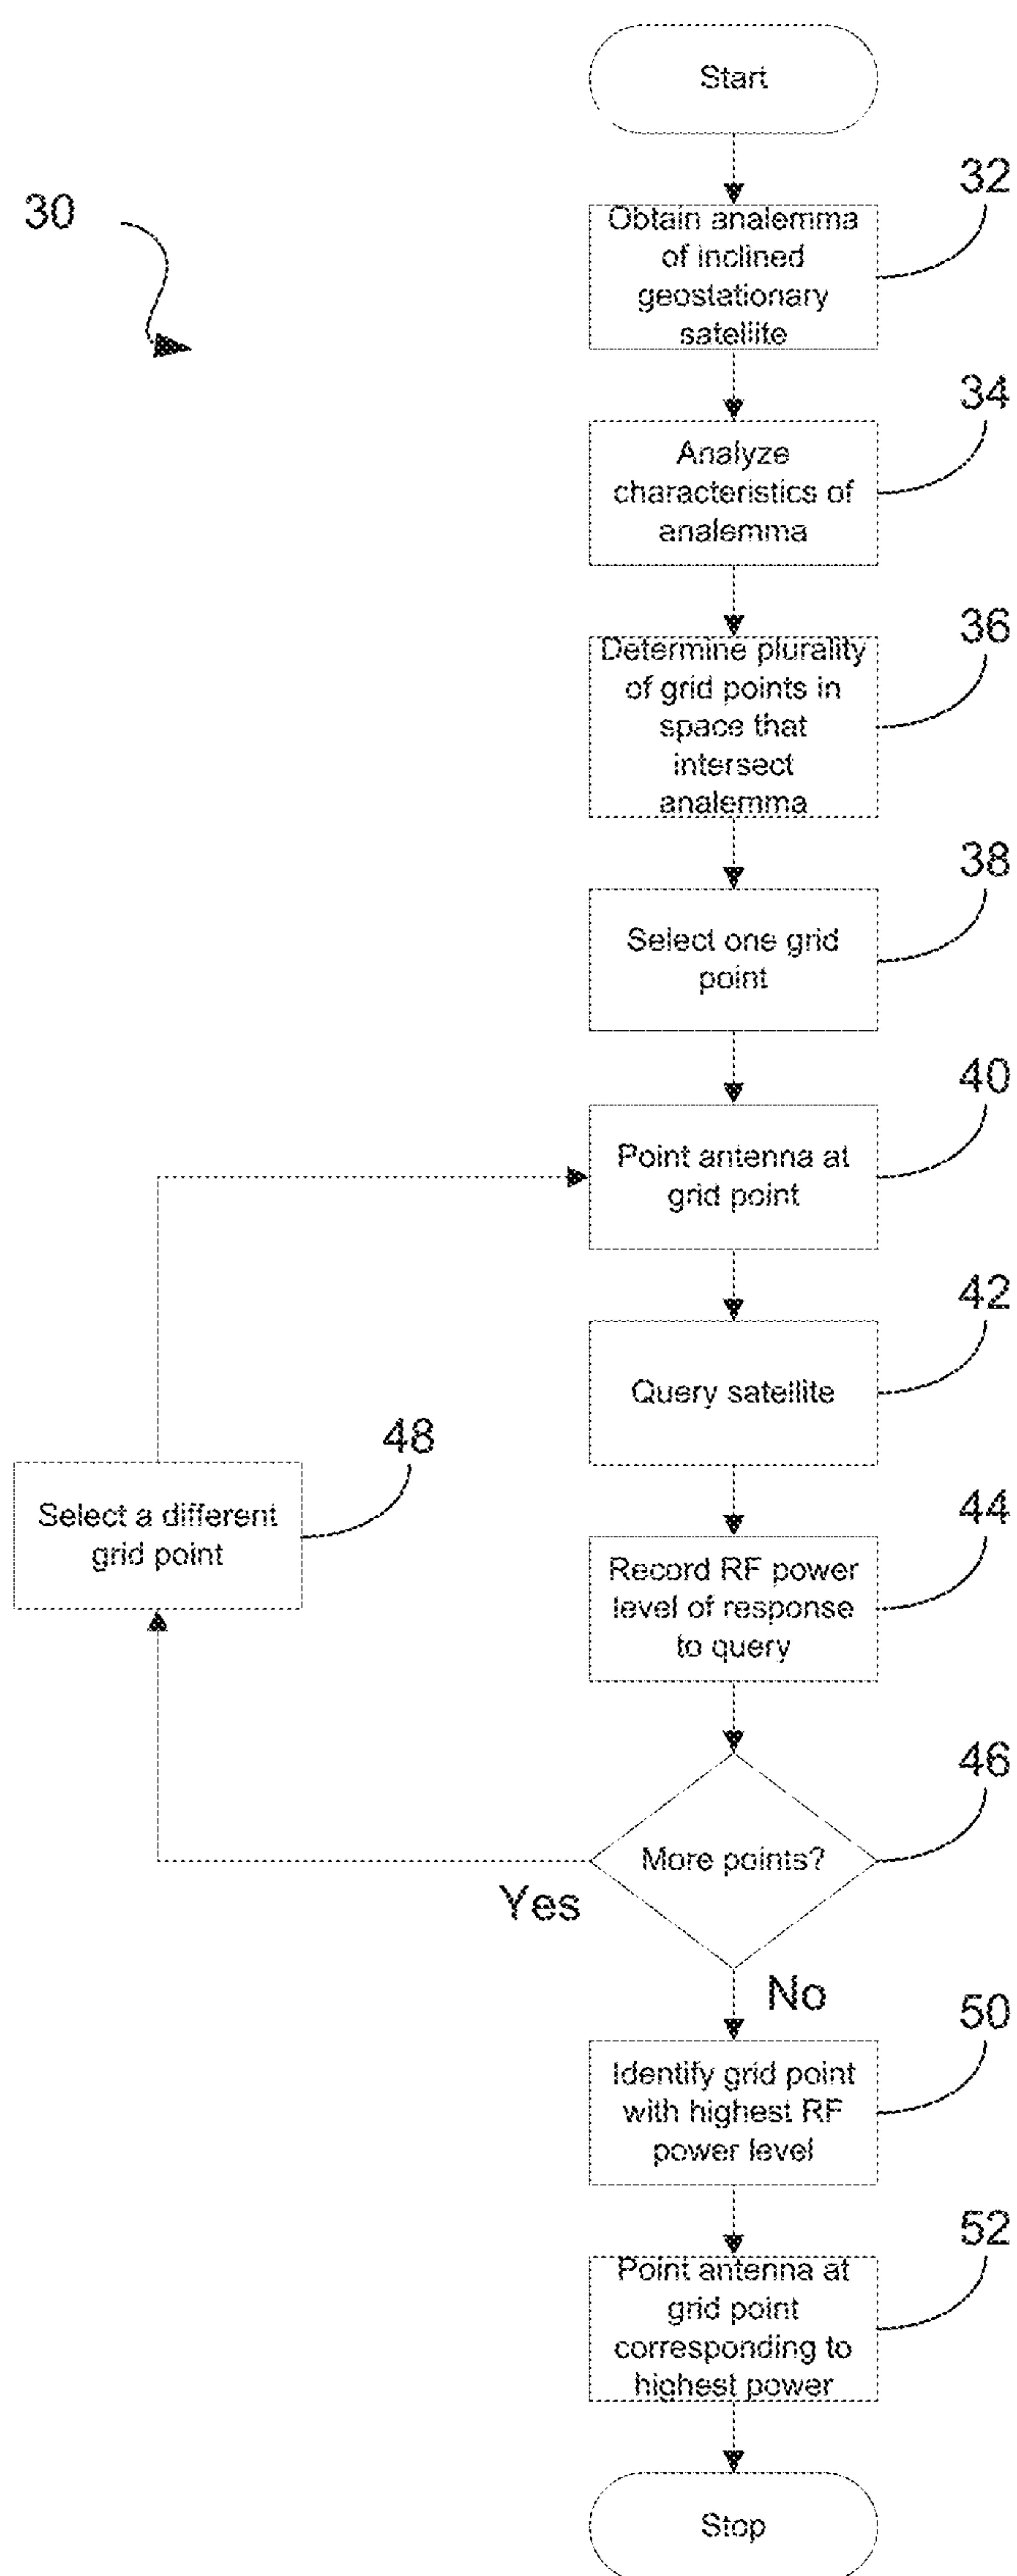 Start
32
30
Obtain analemma
of inclined
geostationary
satellite
34
Analyze
characteristics of
analemma
36
Determine plurality
of grid points in
space that
intersect
analemma
38
Select one grid
point
40
Point antenna at
grid point
42
Query satellite
48
Select a different
grid point
44
Record RF power
level of response
to query
46
More points?
Yes
No
50
Identify grid point
with highest RF
power level
52
Point antenna at
grid point
corresponding to
highest power
Stop